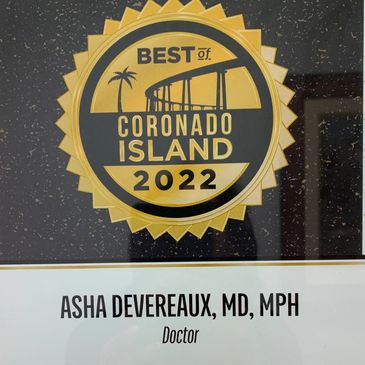 BEST of
CORONADO
ISLAND
2022
ASHA DEVEREAUX, MD, MPH
Doctor